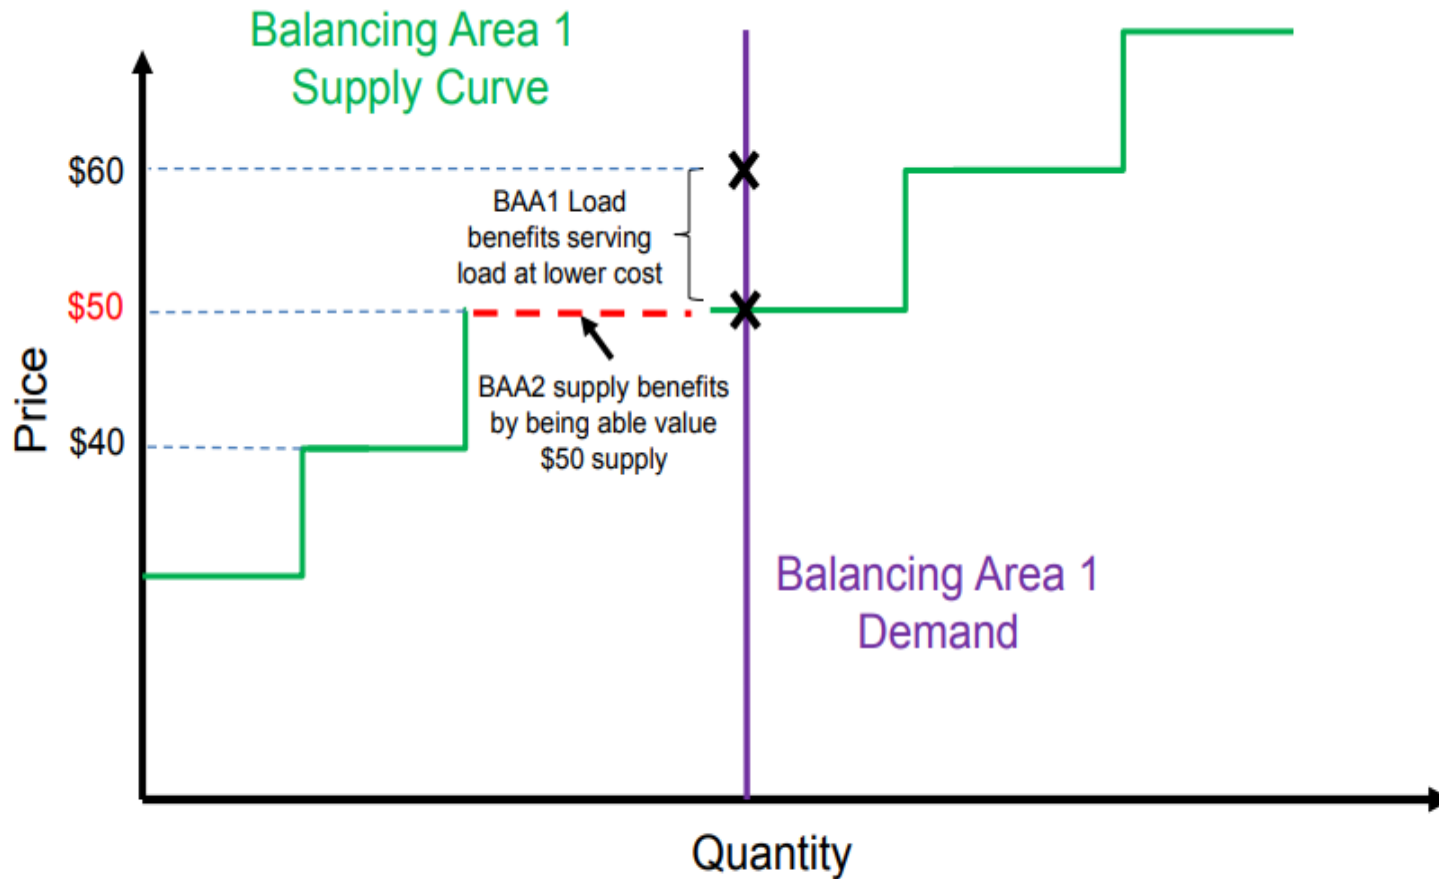 Balancing Area 1
Supply Curve
$60
BAA1 Load
benefits serving
load at lower cost
$50
BAA2 supply benefits
by being able value
$50 supply
$40
Price
Balancing Area 1
Demand
Quantity